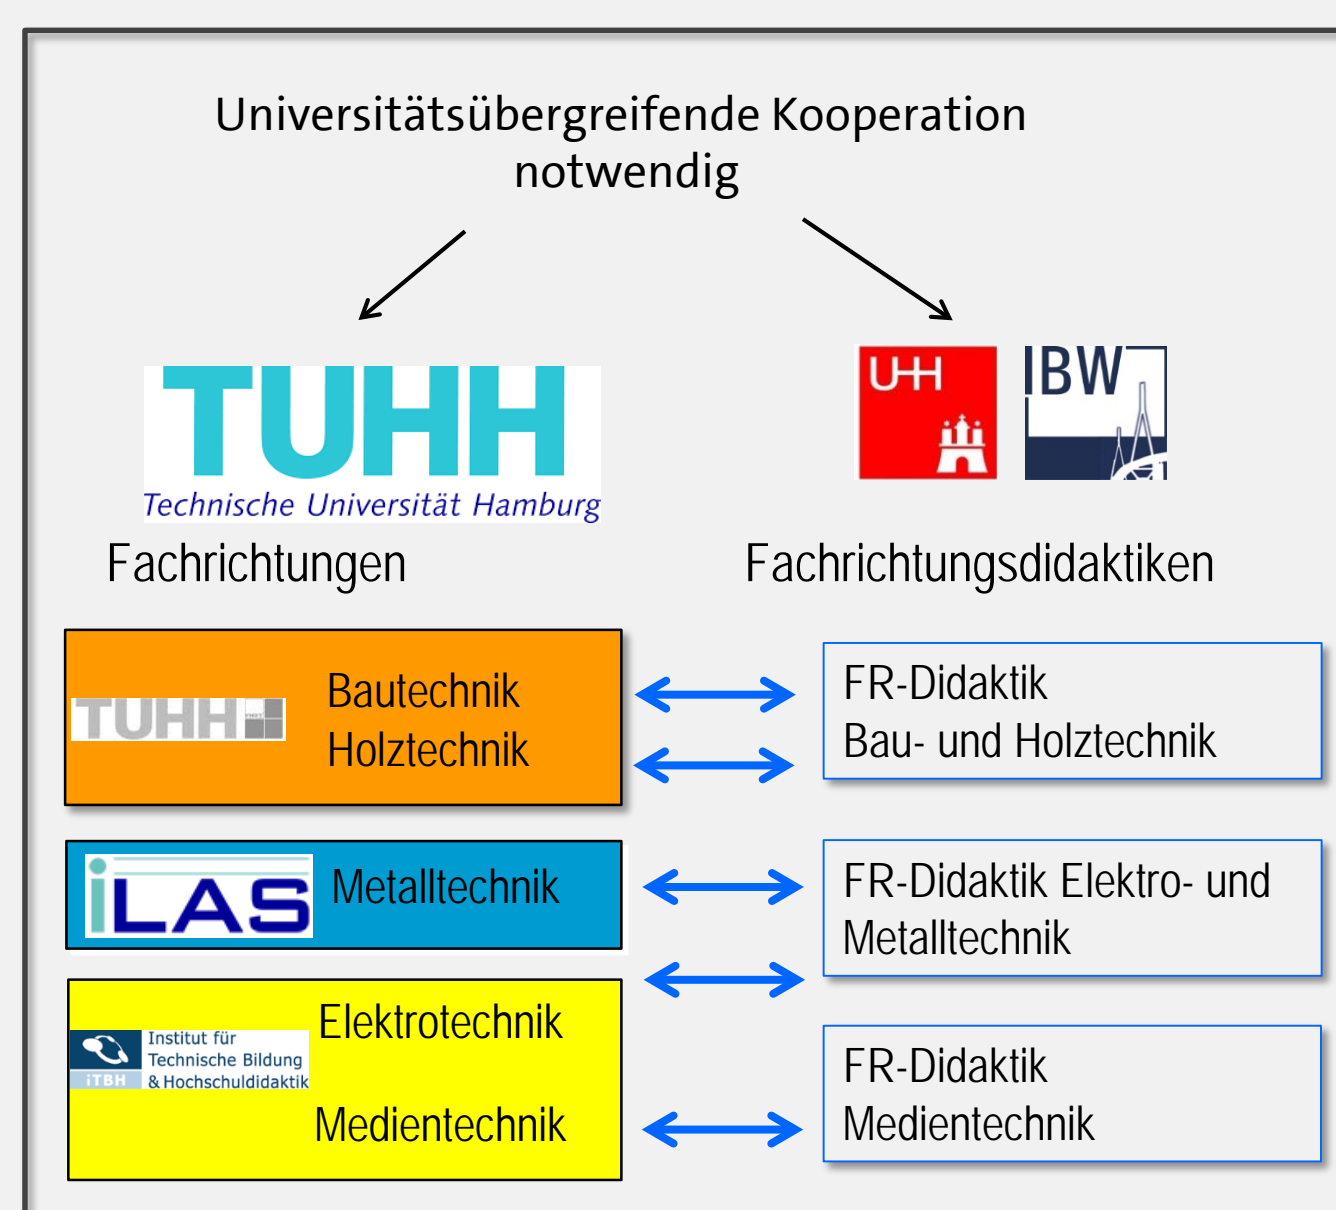 Universitätsübergreifende Kooperation
notwendig
TUHH
Technische Universität Hamburg
UHH
IBW
Fachrichtungen
Fachrichtungsdidaktiken
TUHH
Bautechnik
Holztechnik
FR-Didaktik
Bau- und Holztechnik
iLAS
Metalltechnik
FR-Didaktik Elektro- und
Metalltechnik
iTBH
Institut für
Technische Bildung
& Hochschuldidaktik
Elektrotechnik
Medientechnik
FR-Didaktik
Medientechnik